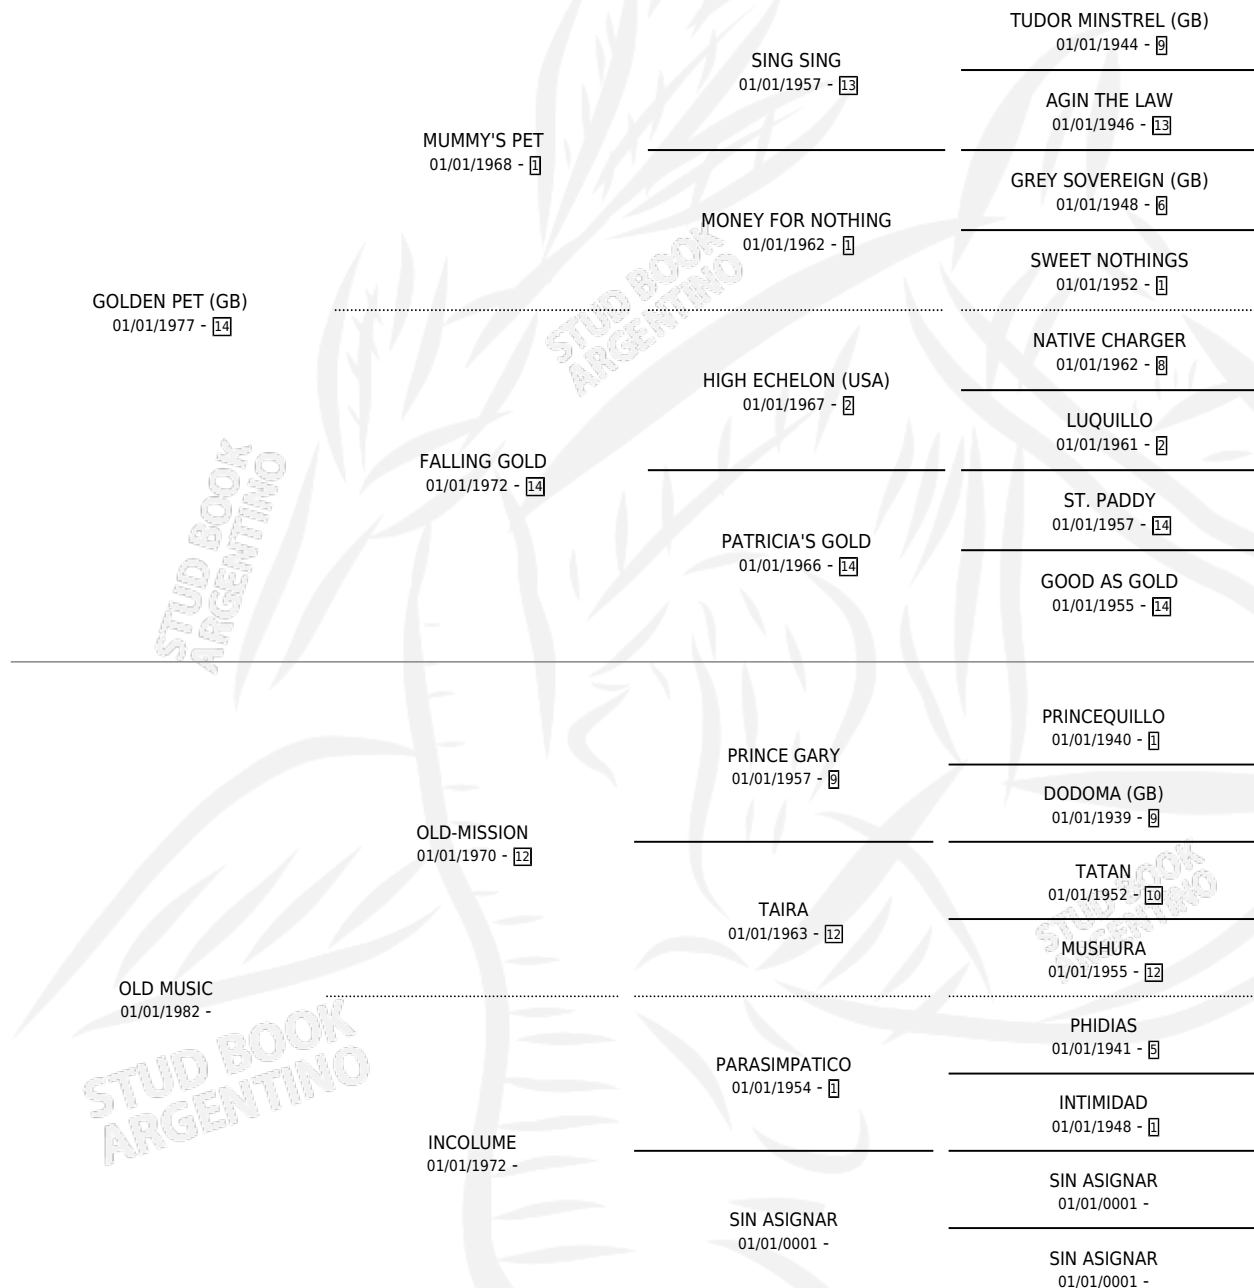 TUDOR MINSTREL (GB)
01/01/1944 - 9
SING SING
01/01/1957 - 13
AGIN THE LAW
01/01/1946 - 13
MUMMY'S PET
01/01/1968 - 1
GREY SOVEREIGN (GB)
01/01/1948 - 6
MONEY FOR NOTHING
01/01/1962 - 1
SWEET NOTHINGS
01/01/1952 - 1
GOLDEN PET (GB)
01/01/1977 - 14
STUD BOOK
ARGENTINO
NATIVE CHARGER
01/01/1962 - 8
HIGH ECHELON (USA)
01/01/1967 - 2
LUQUILLO
01/01/1961 - 2
FALLING GOLD
01/01/1972 - 14
ST. PADDY
01/01/1957 - 14
PATRICIA'S GOLD
01/01/1966 - 14
GOOD AS GOLD
01/01/1955 - 14
STUD BOOK
ARGENTINO
PRINCEQUILLO
01/01/1940 - 1
PRINCE GARY
01/01/1957 - 9
DODOMA (GB)
01/01/1939 - 9
OLD-MISSION
01/01/1970 - 12
TATAN
01/01/1952 - 10
TAIRA
01/01/1963 - 12
STUD BOOK
ARGENTINO
MUSHURA
01/01/1955 - 12
OLD MUSIC
01/01/1982 -
PHIDIAS
01/01/1941 - 5
PARASIMPATICO
01/01/1954 - 1
STUD BOOK
ARGENTINO
INTIMIDAD
01/01/1948 - 1
INCOLUME
01/01/1972 -
SIN ASIGNAR
01/01/0001 -
SIN ASIGNAR
01/01/0001 -
SIN ASIGNAR
01/01/0001 -